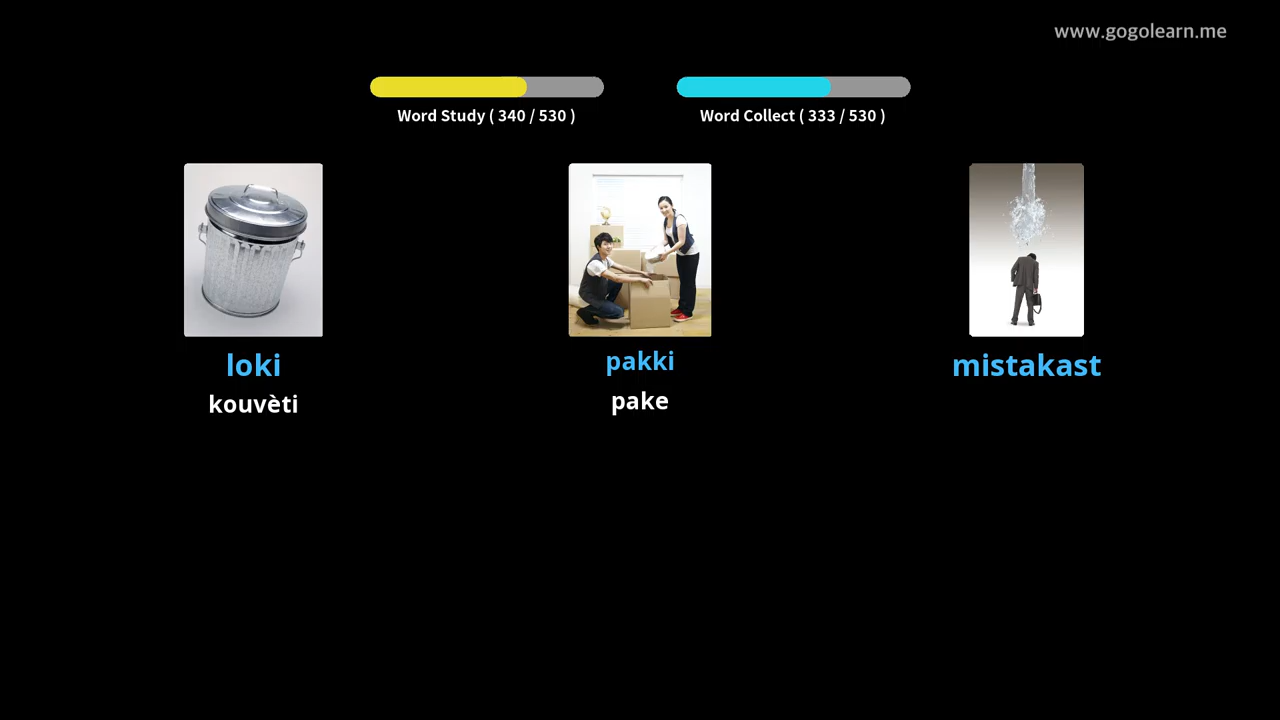 www.gogolearn.me
Word Study ( 340 / 530 )
Word Collect ( 333 / 530 )
loki
kouvèti
pakki
pake
mistakast